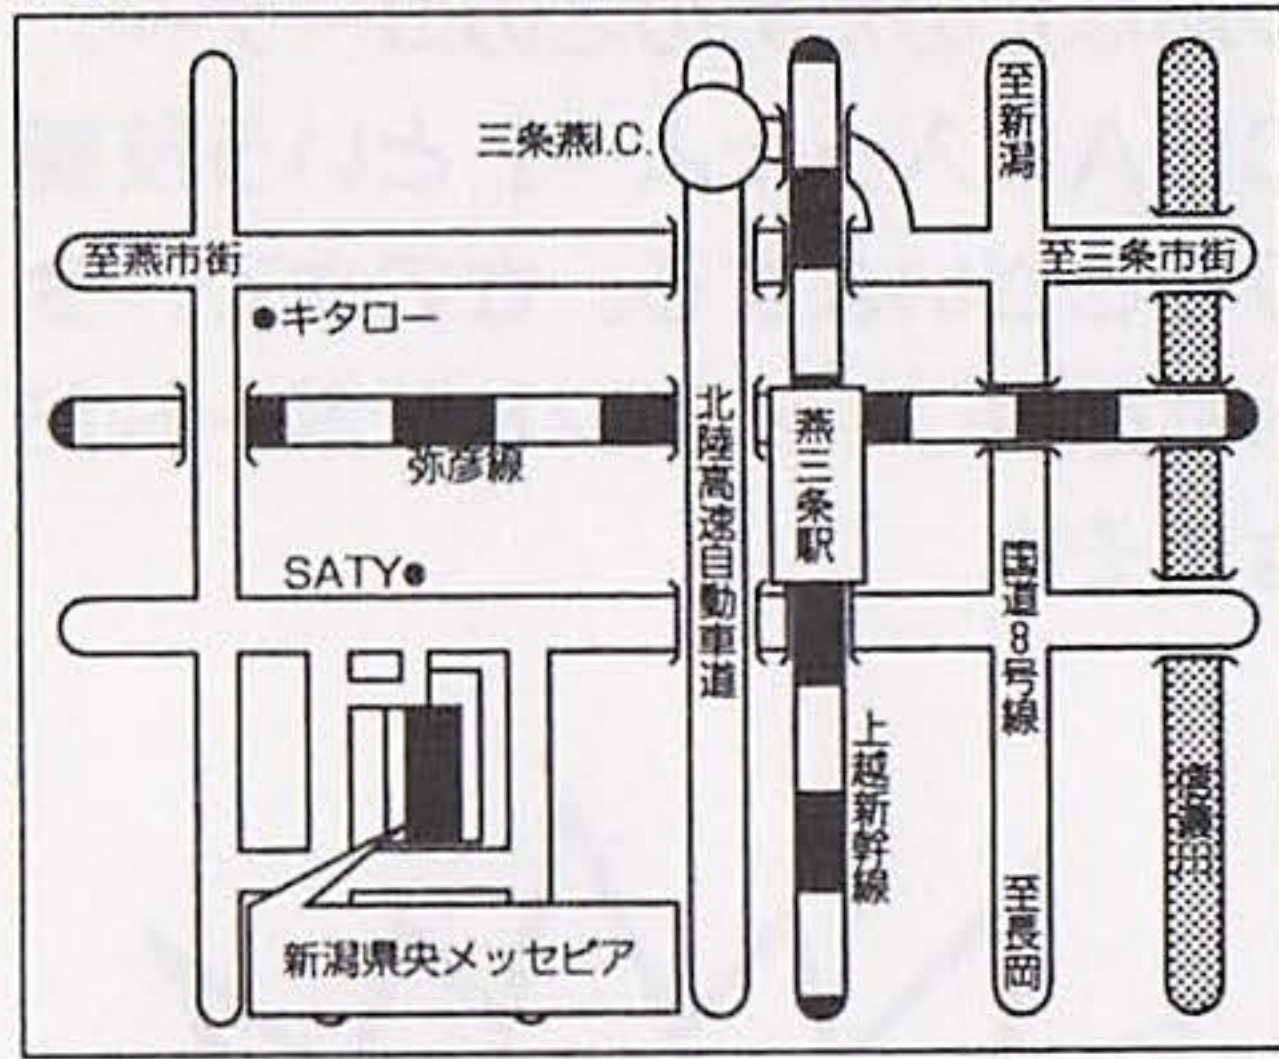 三条燕I.C.
至新潟
至燕市街
至三条市街
●キタロー
北陸高速自動車道
燕三条駅
弥彦線
SATY●
国道8号線
上越新幹線
信濃川
至長岡
新潟県央メッセピア